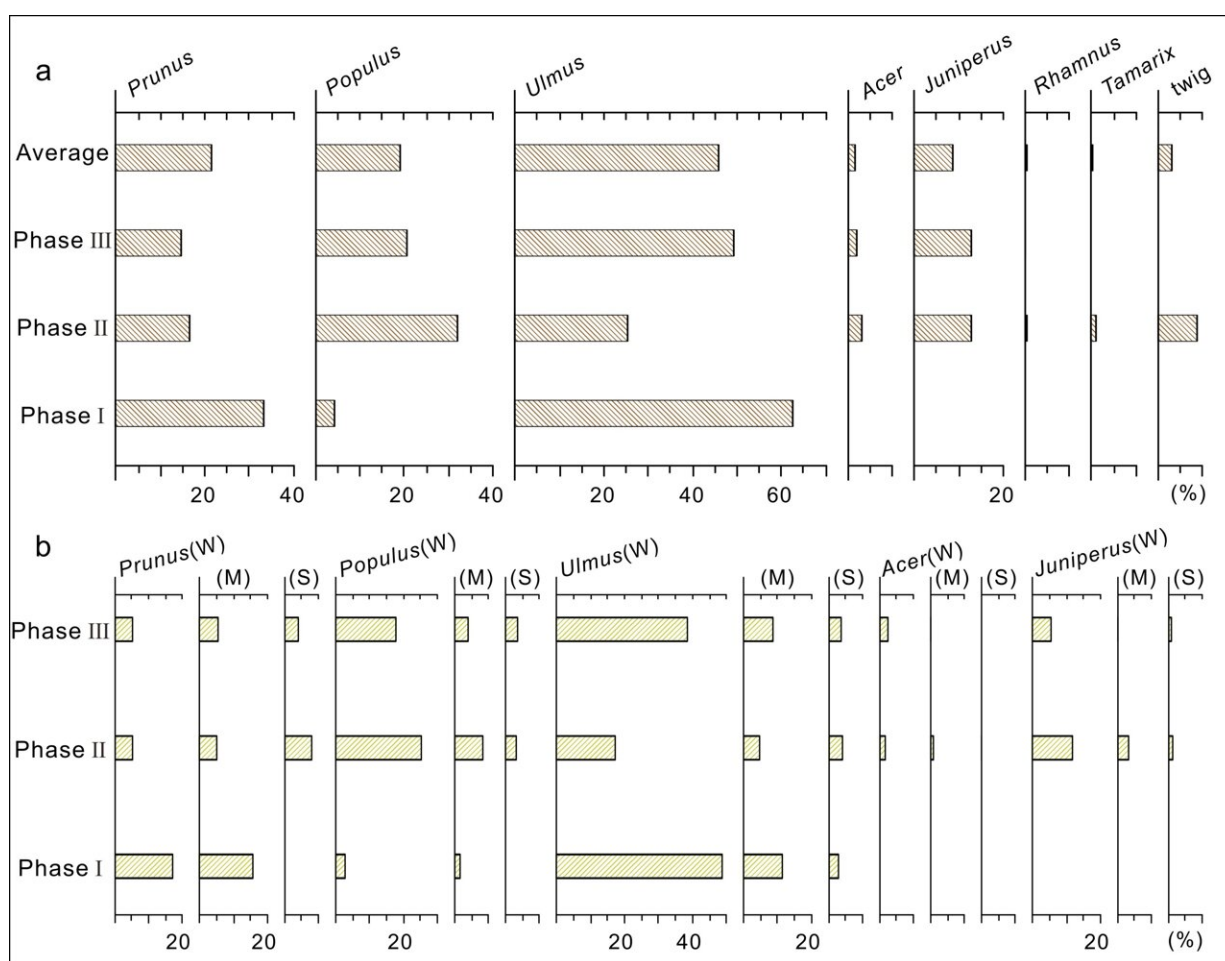 a
Prunus Populus Ulmus Acer Juniperus Rhamnus Tamarix twig
Average
Phase III
Phase II
Phase I
20 40 20 40 20 40 60 20 (%)
b
Prunus(W) (M) (S) Populus(W) (M) (S) Ulmus(W) (M) (S) Acer(W) (M) (S) Juniperus(W) (M) (S)
Phase III
Phase II
Phase I
20 20 20 20 40 20 20 (%)